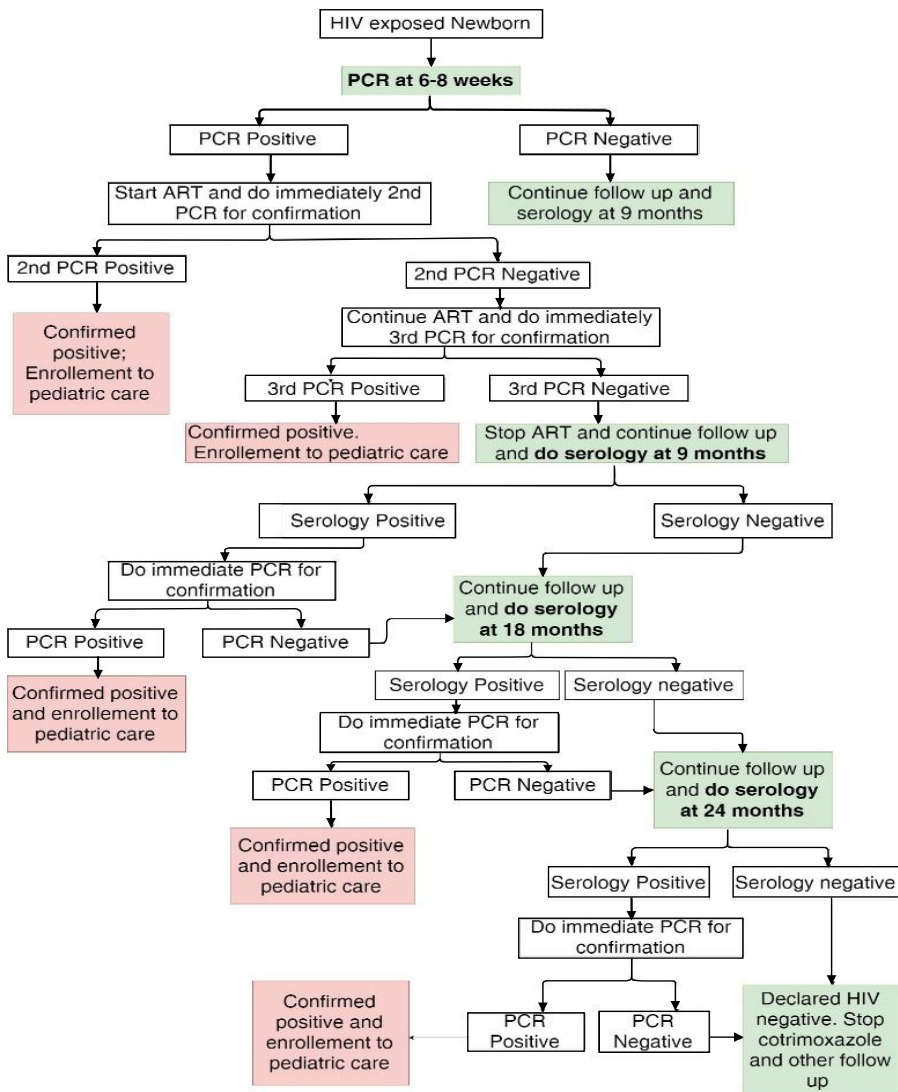 HIV exposed Newborn
PCR at 6-8 weeks
PCR Positive
PCR Negative
Start ART and do immediately 2nd
PCR for confirmation
Continue follow up and
serology at 9 months
2nd PCR Positive
2nd PCR Negative
Confirmed
positive;
Enrollement to
pediatric care
Continue ART and do immediately
3rd PCR for confirmation
3rd PCR Positive
3rd PCR Negative
Confirmed positive.
Enrollement to pediatric care
Stop ART and continue follow up
and do serology at 9 months
Serology Positive
Serology Negative
Do immediate PCR for
confirmation
Continue follow up
and do serology
at 18 months
PCR Positive
PCR Negative
Confirmed positive
and enrollement to
pediatric care
Serology Positive
Serology negative
Do immediate PCR for
confirmation
Continue follow up
and do serology
at 24 months
PCR Positive
PCR Negative
Confirmed positive
and enrollement to
pediatric care
Serology Positive
Serology negative
Do immediate PCR for
confirmation
Confirmed
positive and
enrollement to
pediatric care
PCR
Positive
PCR
Negative
Declared HIV
negative. Stop
cotrimoxazole
and other follow
up